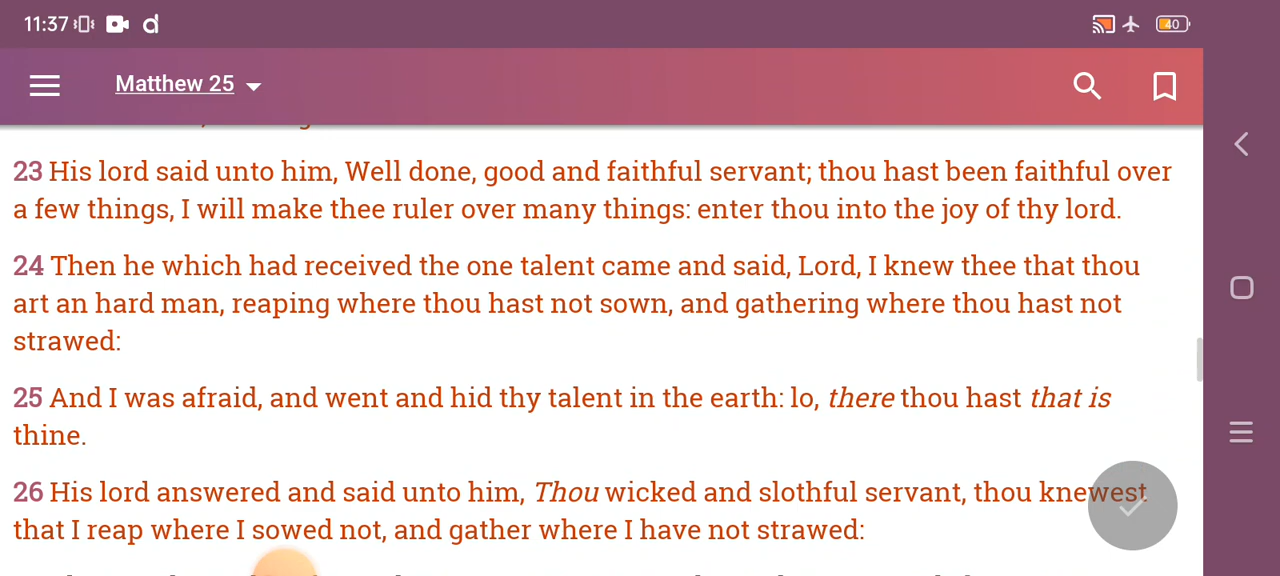 11:37
40
Matthew 25
23 His lord said unto him, Well done, good and faithful servant; thou hast been faithful over
a few things, I will make thee ruler over many things: enter thou into the joy of thy lord.
24 Then he which had received the one talent came and said, Lord, I knew thee that thou
art an hard man, reaping where thou hast not sown, and gathering where thou hast not
strawed:
25 And I was afraid, and went and hid thy talent in the earth: lo, there thou hast that is
thine.
26 His lord answered and said unto him, Thou wicked and slothful servant, thou knewest
that I reap where I sowed not, and gather where I have not strawed: